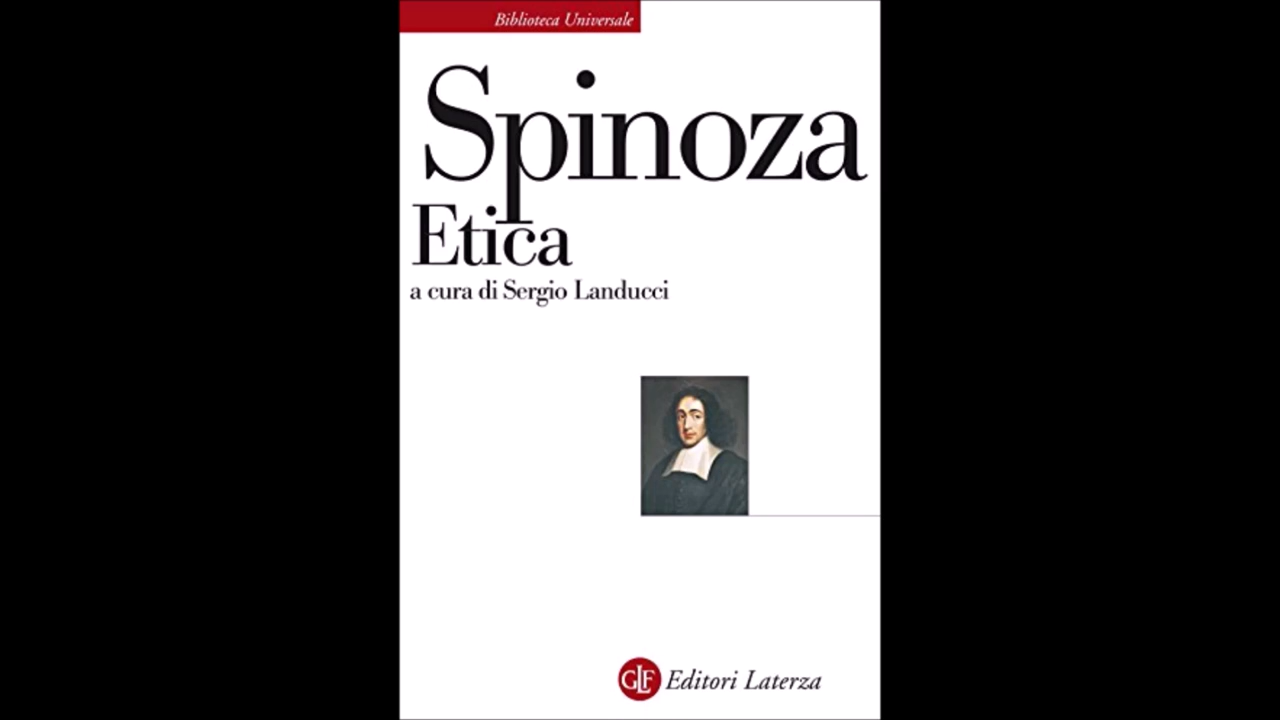 Biblioteca Universale
Spinoza
Etica
a cura di Sergio Landucci
GLF Editori Laterza